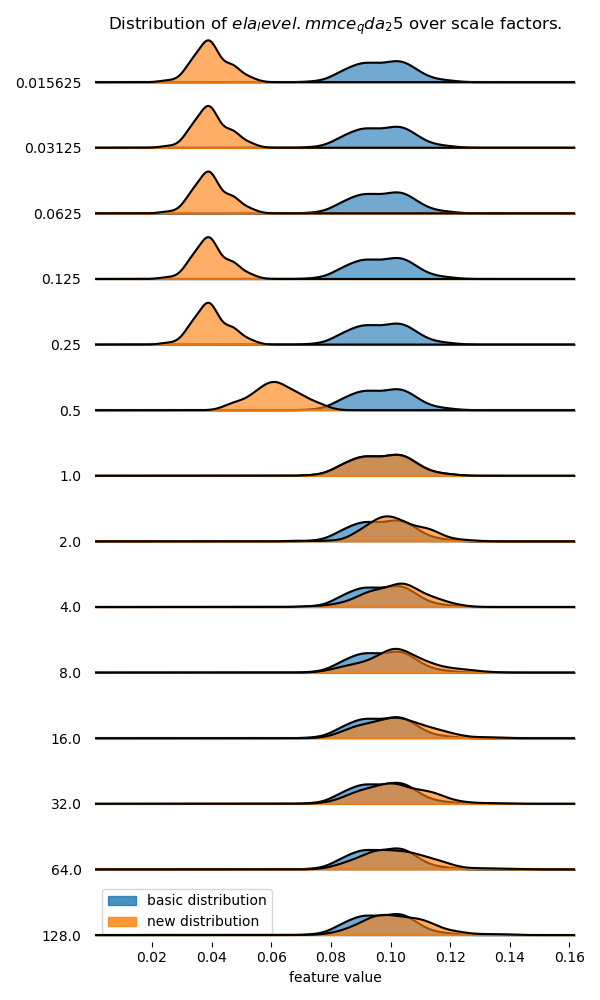 Distribution of elaₗevel.mmce_qda₂5 over scale factors.
0.015625
0.03125
0.0625
0.125
0.25
0.5
1.0
2.0
4.0
8.0
16.0
32.0
64.0
basic distribution
new distribution
128.0
0.02 0.04 0.06 0.08 0.10 0.12 0.14 0.16
feature value